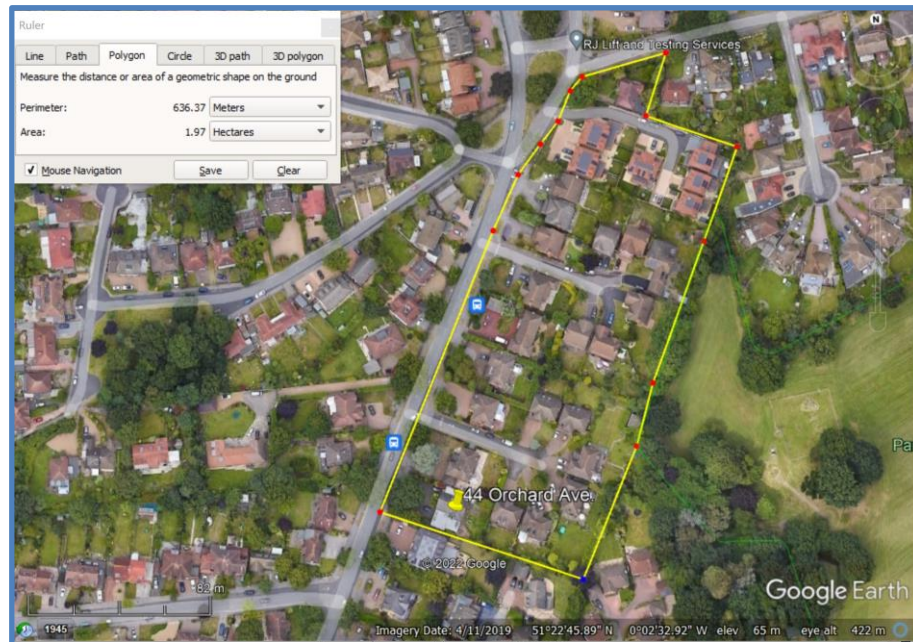 Ruler
Line Path Polygon Circle 3D path 3D polygon
Measure the distance or area of a geometric shape on the ground
Perimeter: 636.37 Meters
Area: 1.97 Hectares
Mouse Navigation Save Clear
N
RJ Lift and Testing Services
Pa
44 Orchard Ave.
© 2022 Google
82 m
Google Earth
1945 Imagery Date: 4/11/2019 51°22'45.89" N 0°02'32.92" W elev 65 m eye alt 422 m